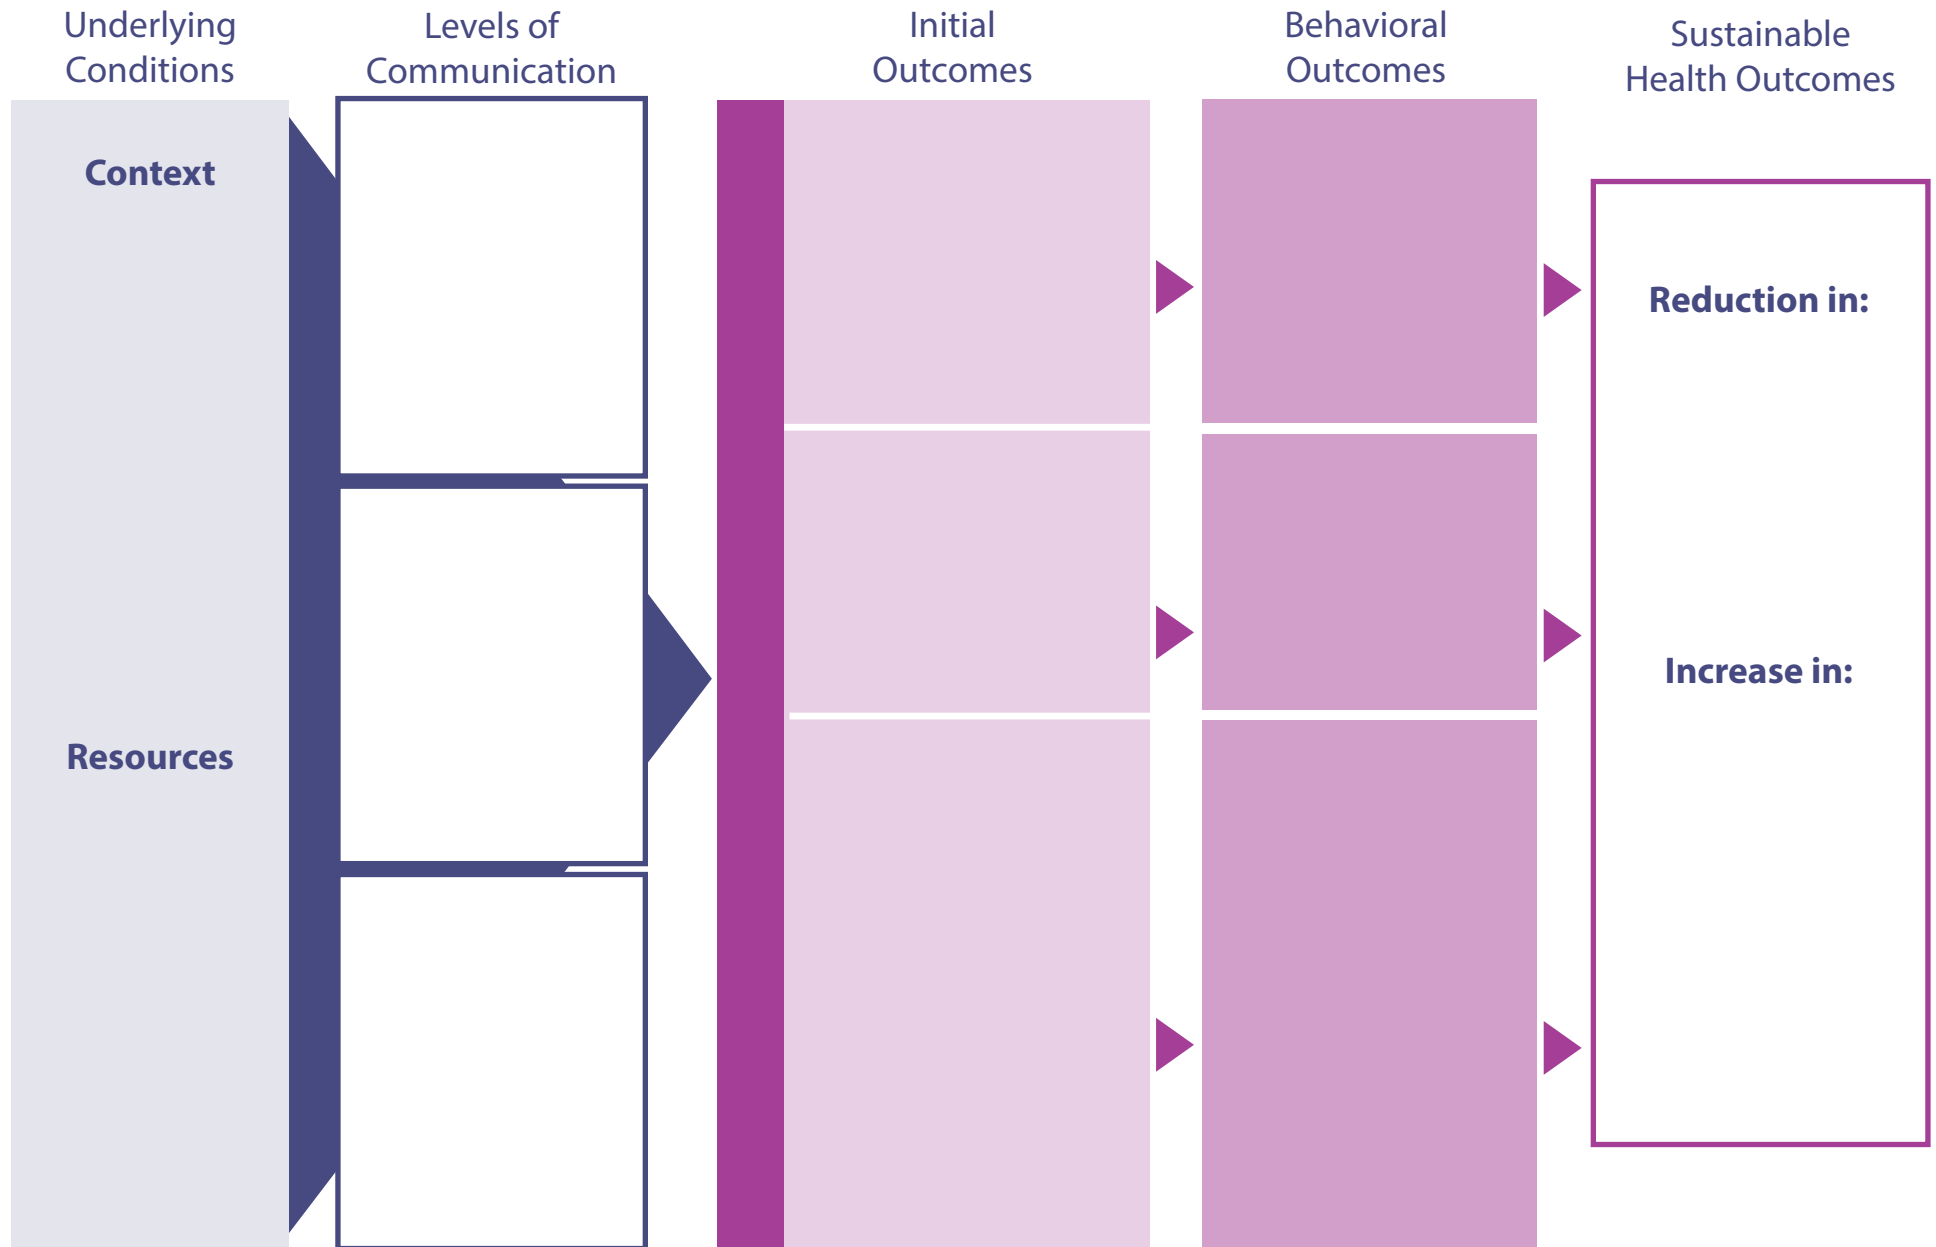 Underlying
Conditions
Levels of
Communication
Initial
Outcomes
Behavioral
Outcomes
Sustainable
Health Outcomes
Context
Resources
Reduction in:
Increase in: